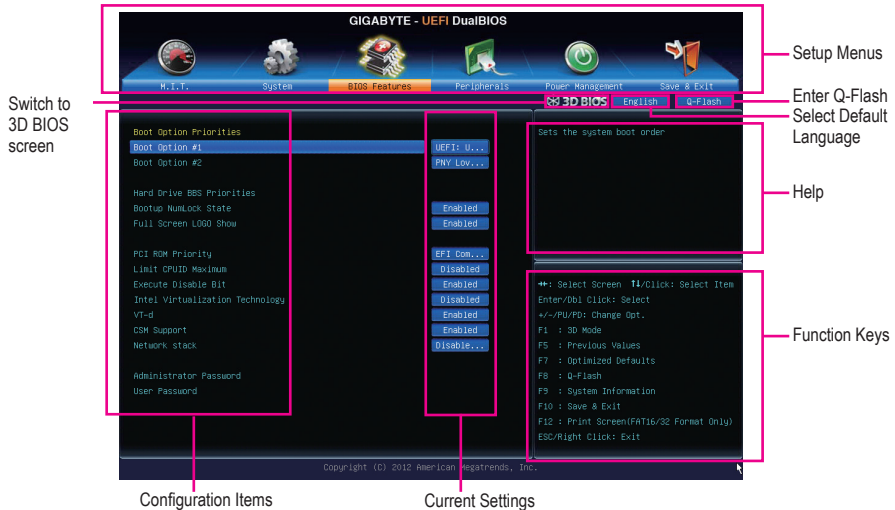 GIGABYTE - UEFI DualBIOS
M.I.T. System BIOS Features Peripherals Power Management Save & Exit
Setup Menus
3D BIOS English Q-Flash
Enter Q-Flash
Select Default
Language
Switch to
3D BIOS
screen
Boot Option Priorities
Boot Option #1 UEFI: U...
Boot Option #2 PNY Lov...
Hard Drive BBS Priorities
Bootup NumLock State Enabled
Full Screen LOGO Show Enabled
PCI ROM Priority EFI Com...
Limit CPUID Maximum Disabled
Execute Disable Bit Enabled
Intel Virtualization Technology Disabled
VT-d Enabled
CSM Support Enabled
Network stack Disable...
Administrator Password
User Password
Sets the system boot order
Help
→←: Select Screen ↑↓/Click: Select Item
Enter/Dbl Click: Select
+/-/PU/PD: Change Opt.
F1 : 3D Mode
F5 : Previous Values
F7 : Optimized Defaults
F8 : Q-Flash
F9 : System Information
F10 : Save & Exit
F12 : Print Screen(FAT16/32 Format Only)
ESC/Right Click: Exit
Function Keys
Copyright (C) 2012 American Megatrends, Inc.
Configuration Items
Current Settings